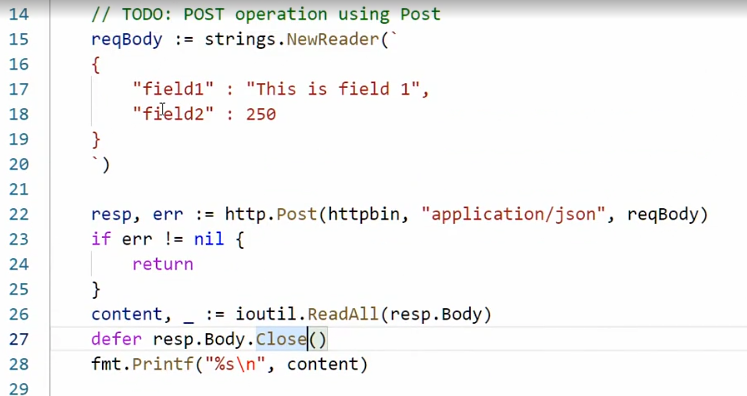 14 // TODO: POST operation using Post
15 reqBody := strings.NewReader(`
16 {
17 "field1" : "This is field 1",
18 "field2" : 250
19 }
20 `)
21
22 resp, err := http.Post(httpbin, "application/json", reqBody)
23 if err != nil {
24 return
25 }
26 content, _ := ioutil.ReadAll(resp.Body)
27 defer resp.Body.Close()
28 fmt.Printf("%s\n", content)
29